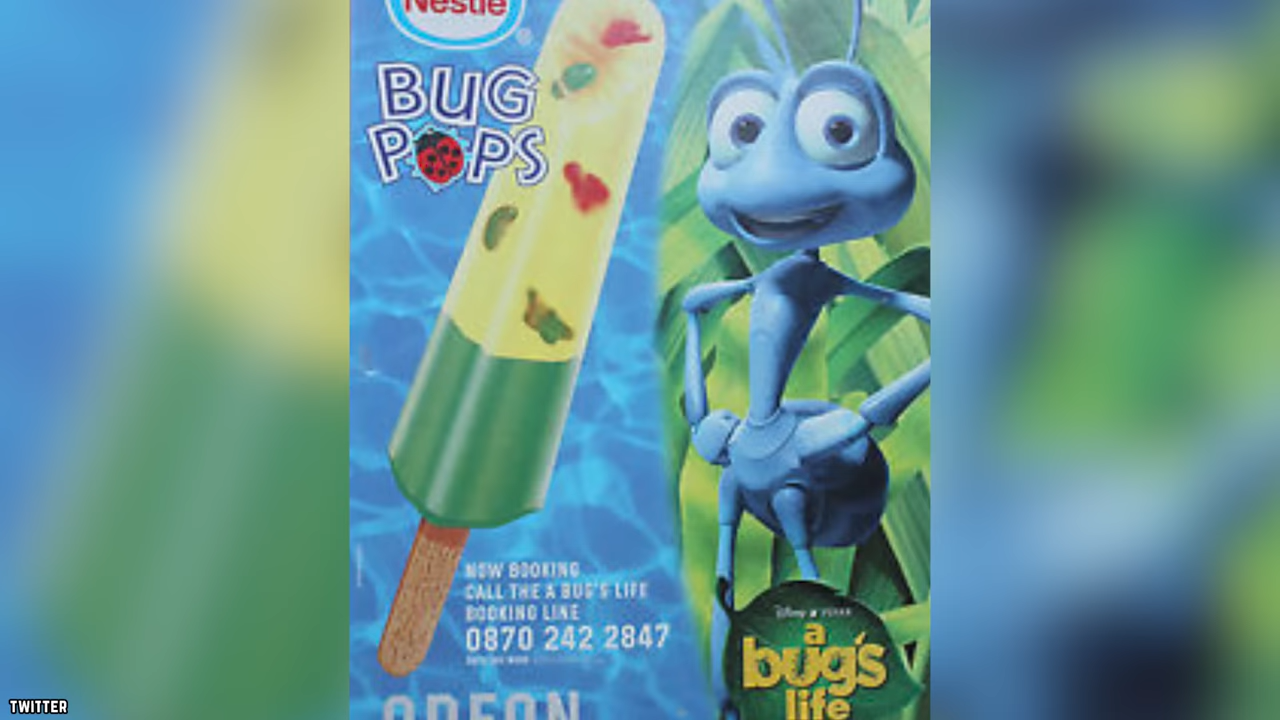 Nestlé
®
BUG
POPS
NOW BOOKING
CALL THE A BUG'S LIFE
BOOKING LINE
0870 242 2847
ODEON
Disney PIXAR
a
bug's
life
TWITTER